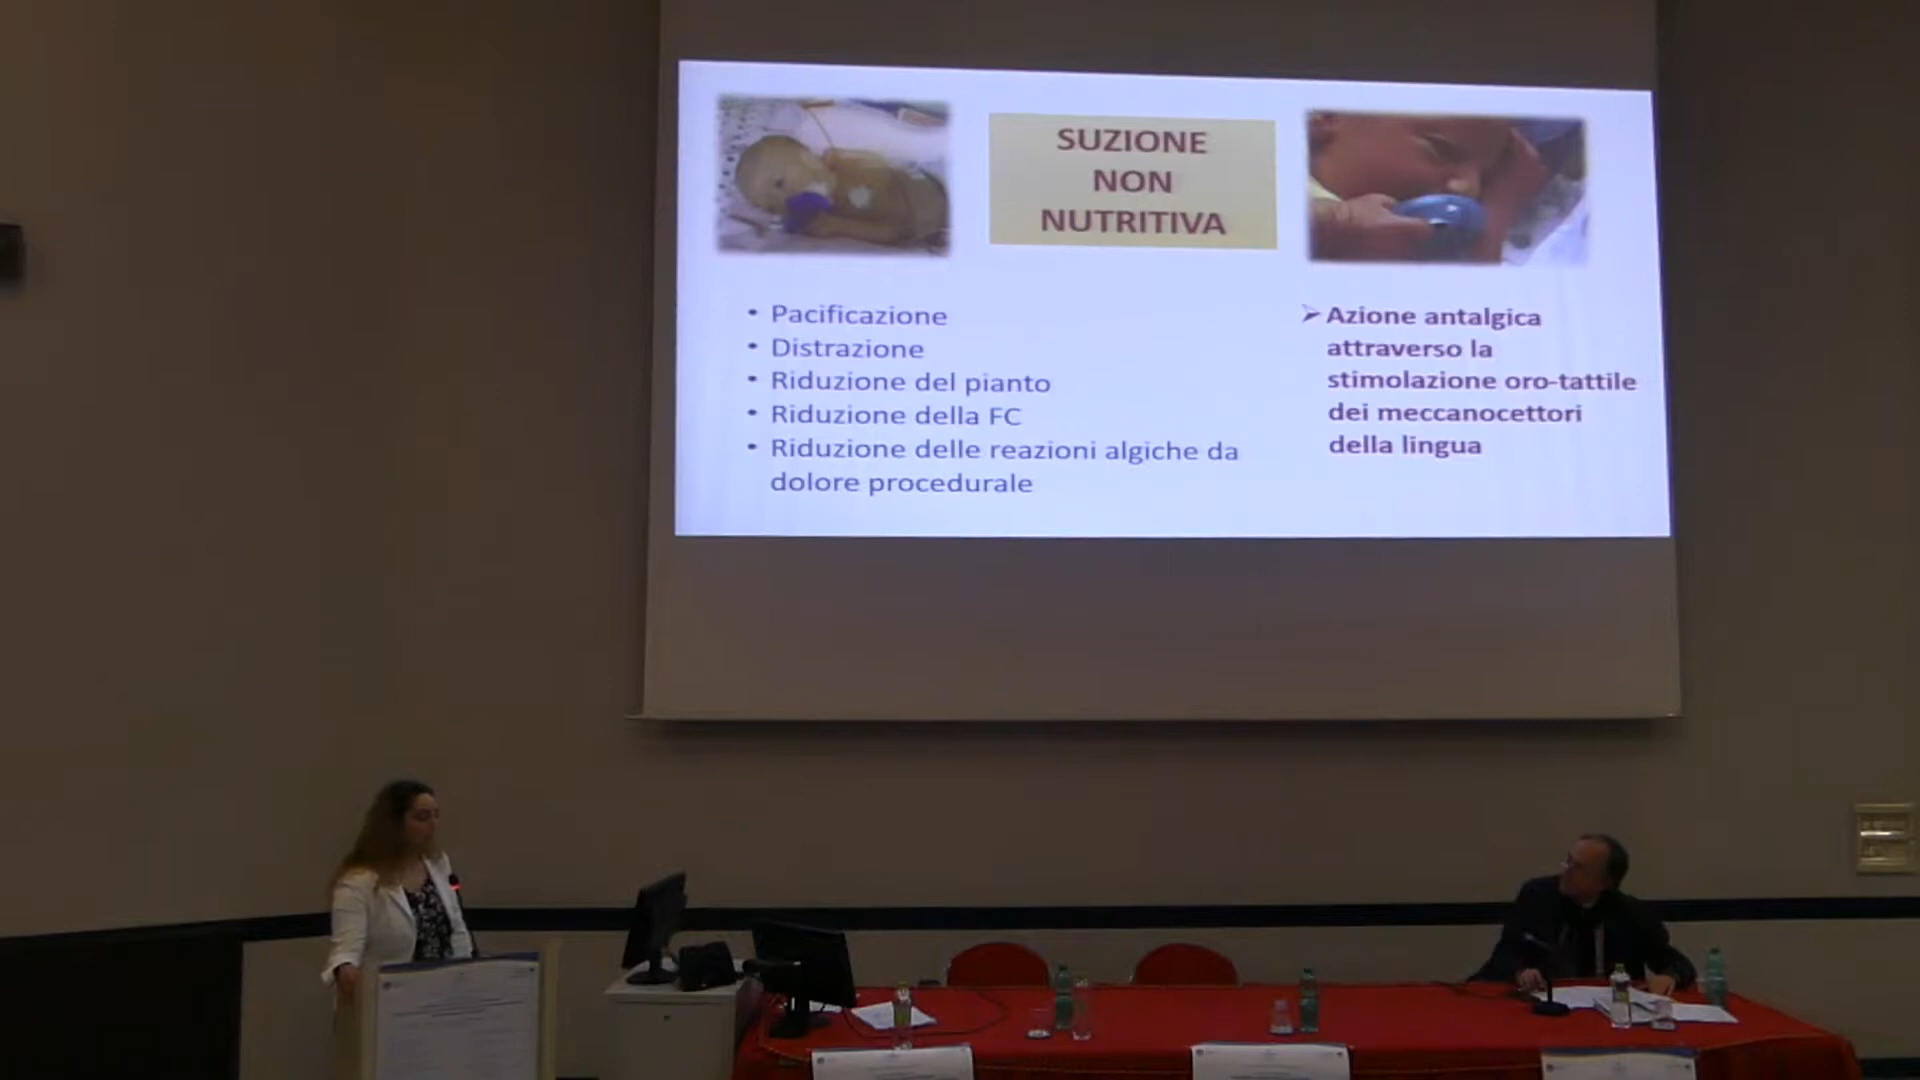 SUZIONE
NON
NUTRITIVA
• Pacificazione
• Distrazione
• Riduzione del pianto
• Riduzione della FC
• Riduzione delle reazioni algiche da
dolore procedurale
➢ Azione antalgica
attraverso la
stimolazione oro-tattile
dei meccanocettori
della lingua